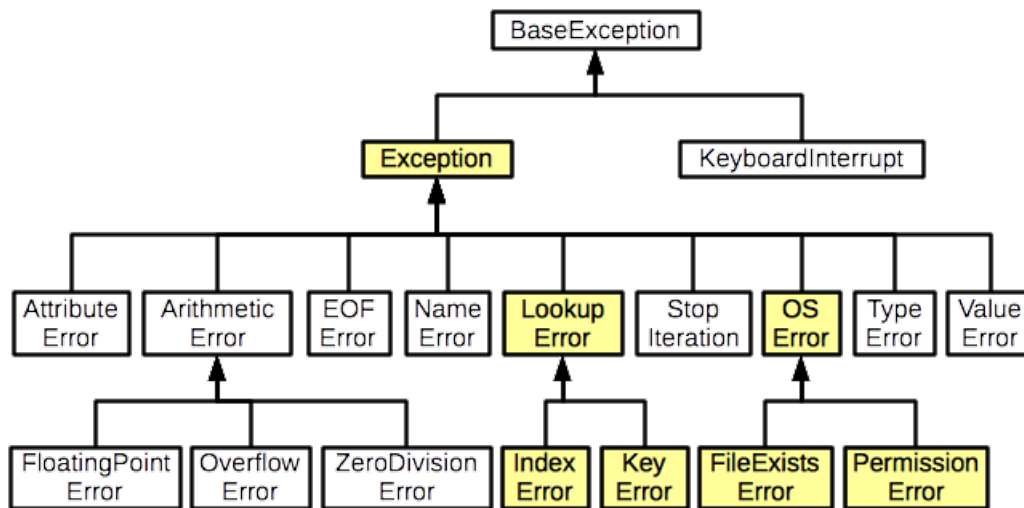 BaseException
Exception
KeyboardInterrupt
Attribute
Error
Arithmetic
Error
EOF
Error
Name
Error
Lookup
Error
Stop
Iteration
OS
Error
Type
Error
Value
Error
FloatingPoint
Error
Overflow
Error
ZeroDivision
Error
Index
Error
Key
Error
FileExists
Error
Permission
Error